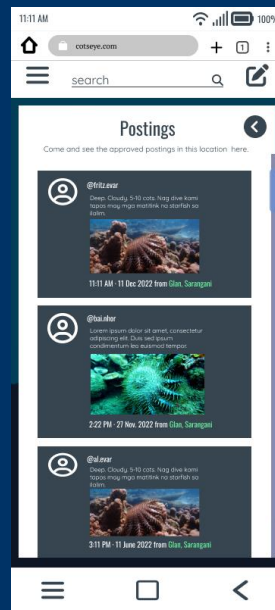 11:11 AM
100%
cotseye.com
1
search
Postings
Come and see the approved postings in this location here.
@fritz.evar
Deep. Cloudy. 5-10 cots. Nag dive kami
tapos may mga matitink na starfish sa
ilalim.
11:11 AM · 11 Dec 2022 from Glan, Sarangani
@bai.nhor
Lorem ipsum dolor sit amet, consectetur
adipiscing elit. Duis sed ipsum
condimentum leo euismod tempor.
2:22 PM · 27 Nov. 2022 from Glan, Sarangani
@al.evar
Deep. Cloudy. 5-10 cots. Nag dive kami
tapos may mga matitink na starfish sa
ilalim.
3:11 PM · 11 June 2022 from Glan, Sarangani